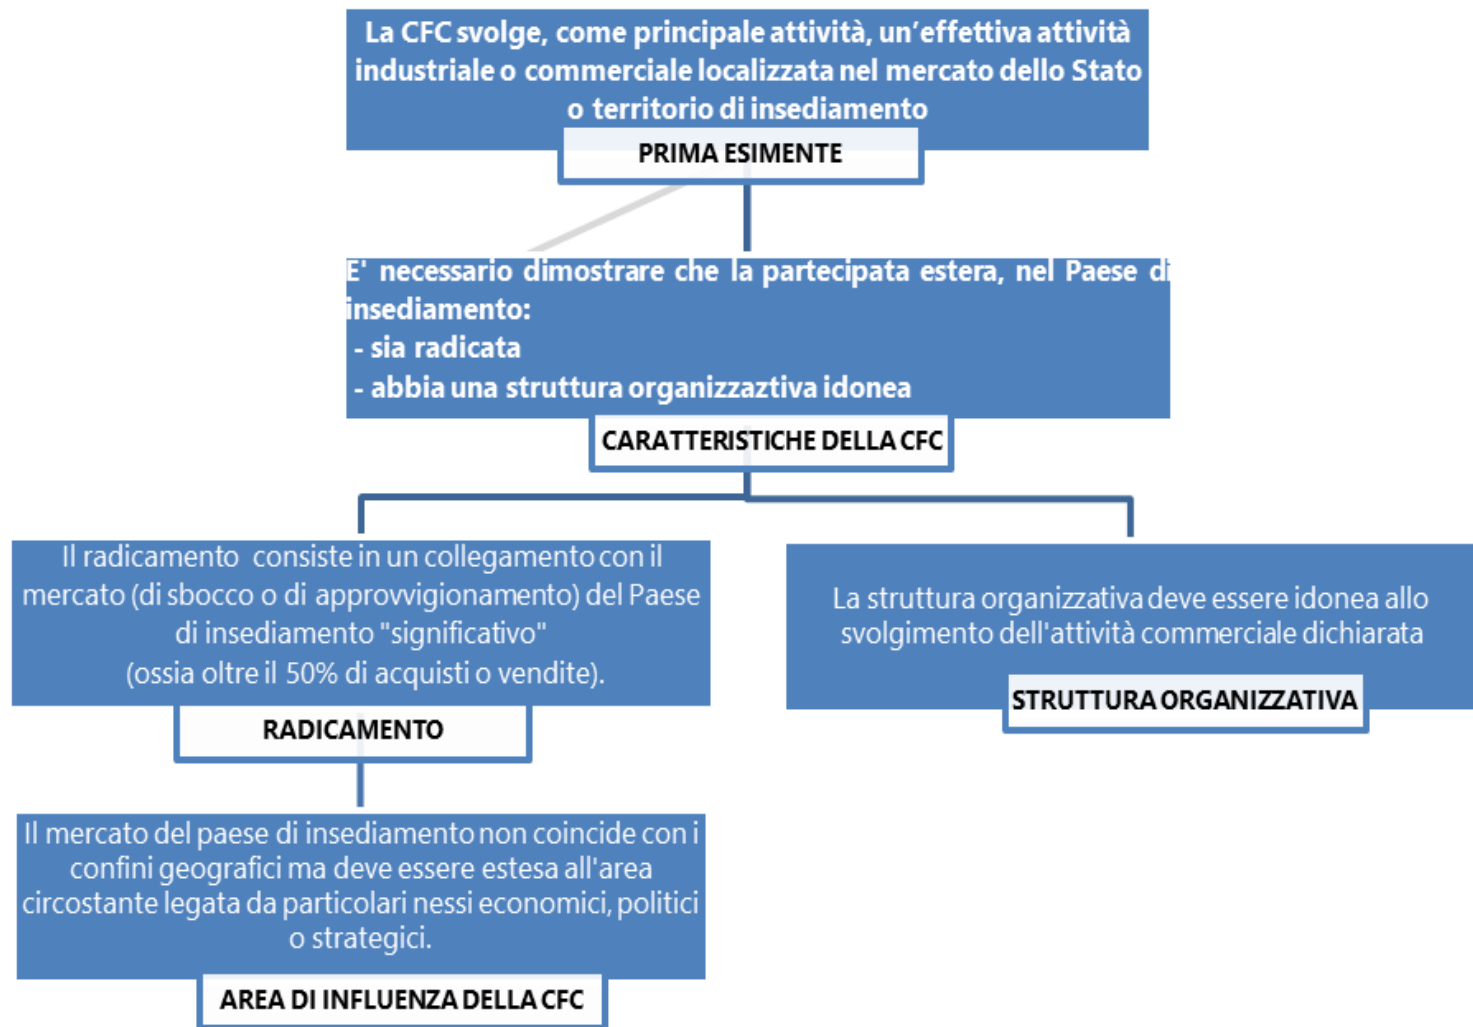 La CFC svolge, come principale attività, un'effettiva attività
industriale o commerciale localizzata nel mercato dello Stato
o territorio di insediamento
PRIMA ESIMENTE
E' necessario dimostrare che la partecipata estera, nel Paese di
insediamento:
- sia radicata
- abbia una struttura organizzaztiva idonea
CARATTERISTICHE DELLA CFC
Il radicamento consiste in un collegamento con il
mercato (di sbocco o di approvvigionamento) del Paese
di insediamento "significativo"
(ossia oltre il 50% di acquisti o vendite).
RADICAMENTO
La struttura organizzativa deve essere idonea allo
svolgimento dell'attività commerciale dichiarata
STRUTTURA ORGANIZZATIVA
Il mercato del paese di insediamento non coincide con i
confini geografici ma deve essere estesa all'area
circostante legata da particolari nessi economici, politici
o strategici.
AREA DI INFLUENZA DELLA CFC